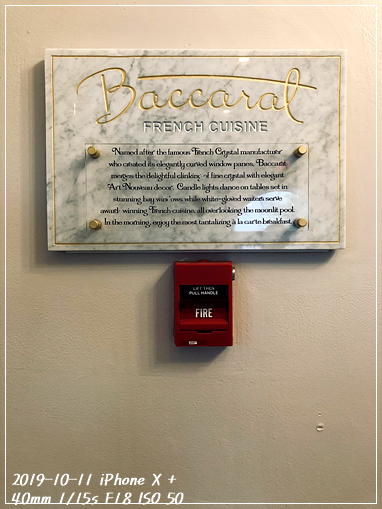 Baccarat
FRENCH CUISINE
Named after the famous French Crystal manufacturer
who created its elegantly curved window panes, Baccarat
merges the delightful clinking of fine crystal with elegant
Art Nouveau decor. Candle lights dance on tables set in
stunning bay windows while white-gloved waiters serve
award-winning French cuisine, all overlooking the moonlit pool.
In the morning, enjoy the most tantalizing à la carte breakfast.
LIFT THEN
PULL HANDLE
FIRE
2019-10-11 iPhone X +
40mm 1/15s F1.8 ISO 50